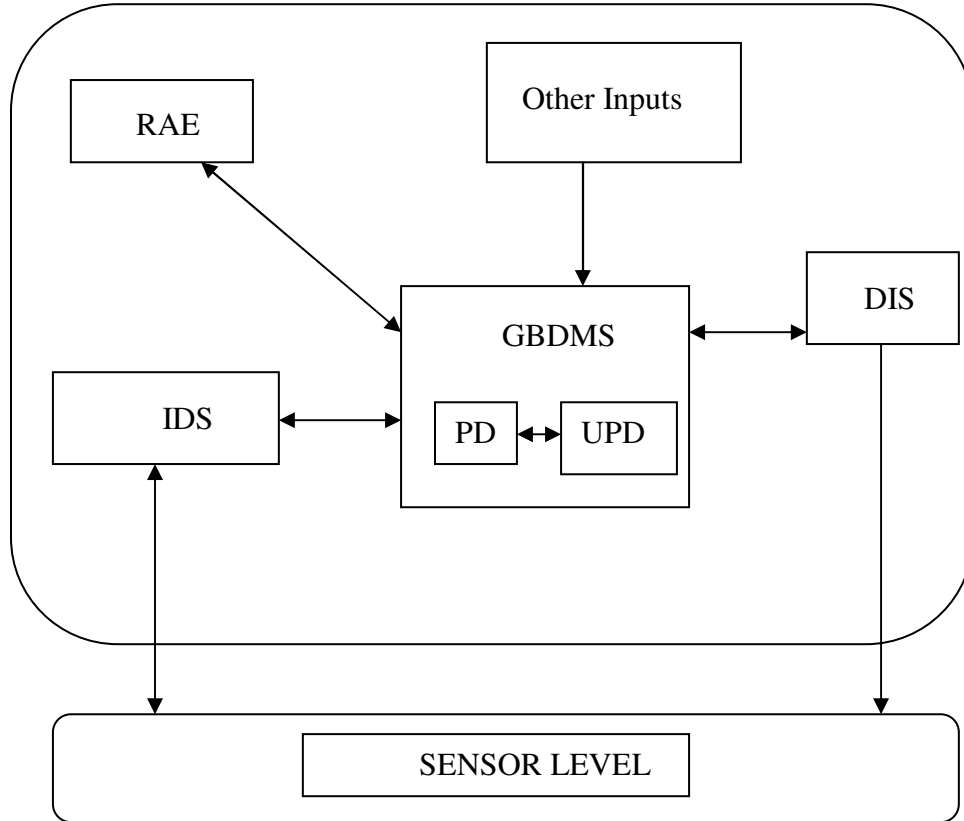 Other Inputs
RAE
DIS
GBDMS
IDS
PD
UPD
SENSOR LEVEL